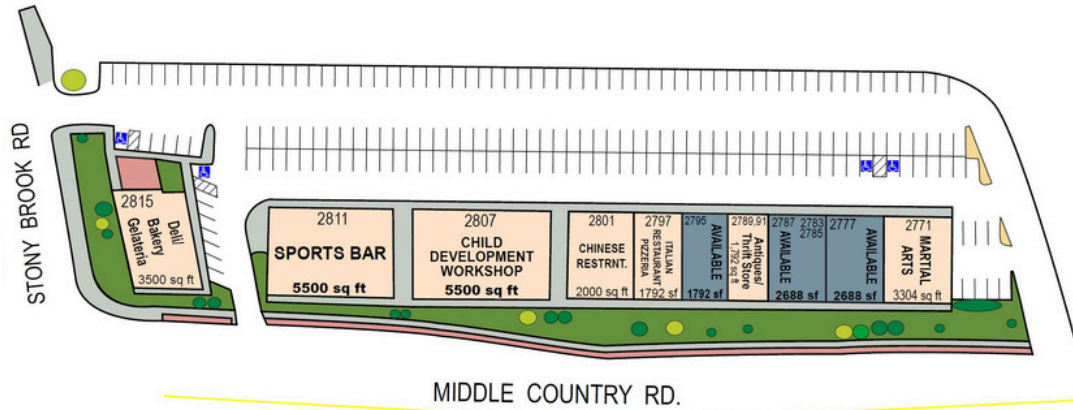 STONY BROOK RD
2815
Deli/
Bakery
Gelateria
3500 sq ft
2811
SPORTS BAR
5500 sq ft
2807
CHILD
DEVELOPMENT
WORKSHOP
5500 sq ft
2801
CHINESE
RESTRNT.
2000 sq ft
2797
ITALIAN
RESTAURANT
PIZZERIA
1792 sf
2795
AVAILABLE
1792 sf
2789,91
Antiques/
Thrift Store
1,792 sq ft
2787 2783
2785
AVAILABLE
2688 sf
2777
AVAILABLE
2688 sf
2771
MARTIAL
ARTS
3304 sq ft
MIDDLE COUNTRY RD.